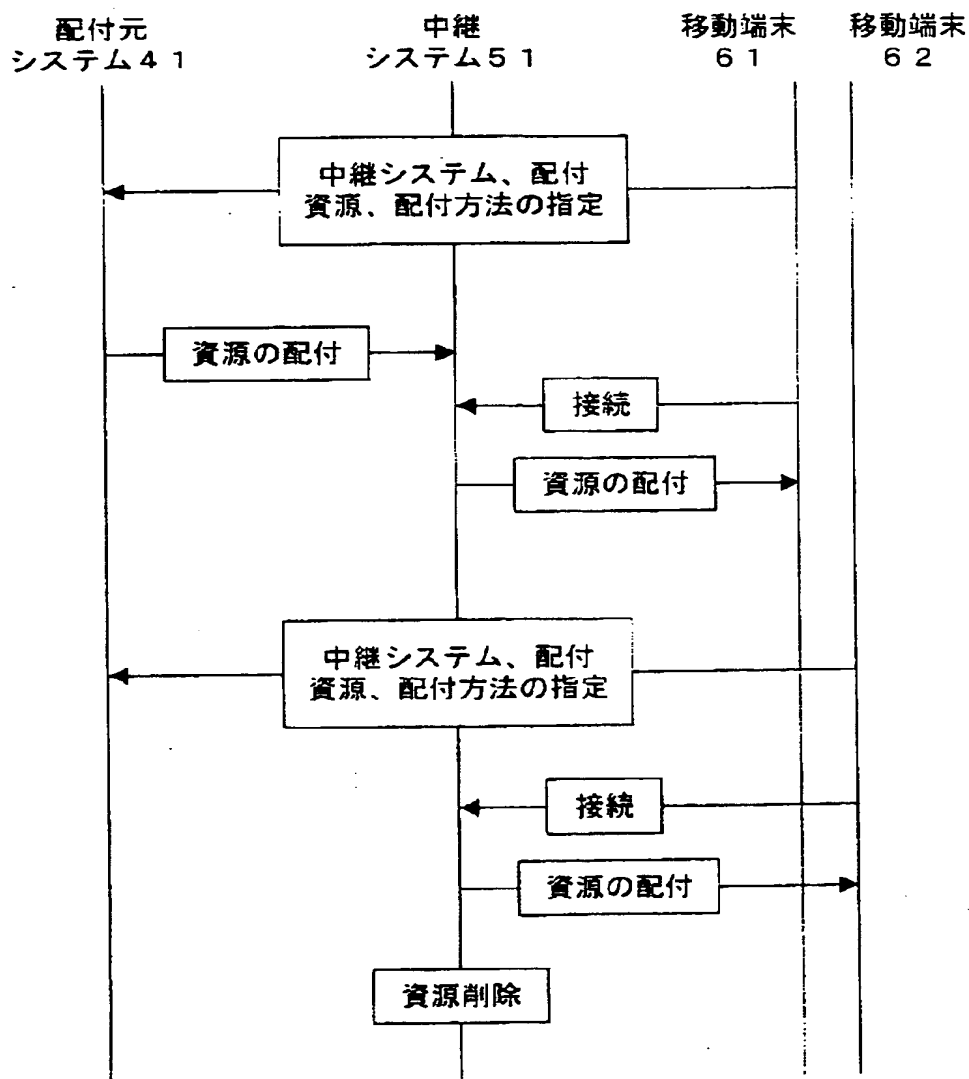 配付元
システム４１
中継
システム５１
移動端末
６１
移動端末
６２
中継システム、配付
資源、配付方法の指定
資源の配付
接続
資源の配付
中継システム、配付
資源、配付方法の指定
接続
資源の配付
資源削除